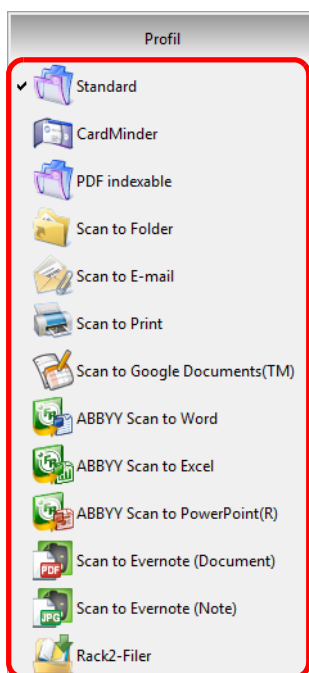 Profil
Standard
CardMinder
PDF indexable
Scan to Folder
Scan to E-mail
Scan to Print
Scan to Google Documents(TM)
ABBYY Scan to Word
ABBYY Scan to Excel
ABBYY Scan to PowerPoint(R)
PDF
Scan to Evernote (Document)
JPG
Scan to Evernote (Note)
Rack2-Filer